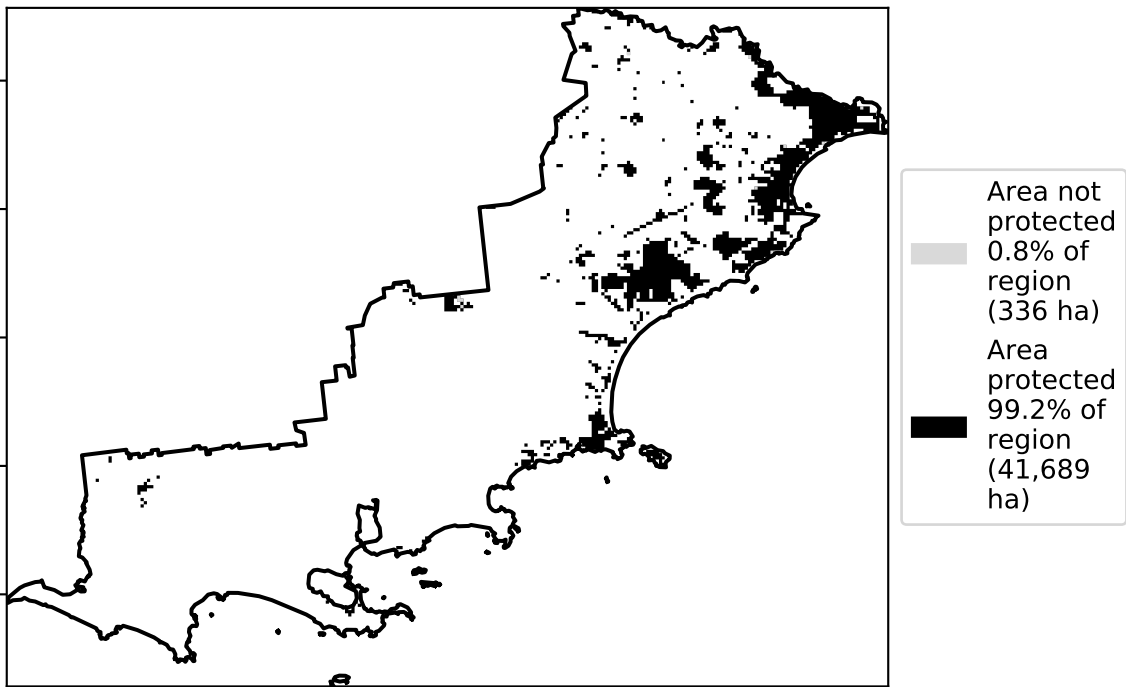 Area not
protected
0.8% of
region
(336 ha)
Area
protected
99.2% of
region
(41,689
ha)